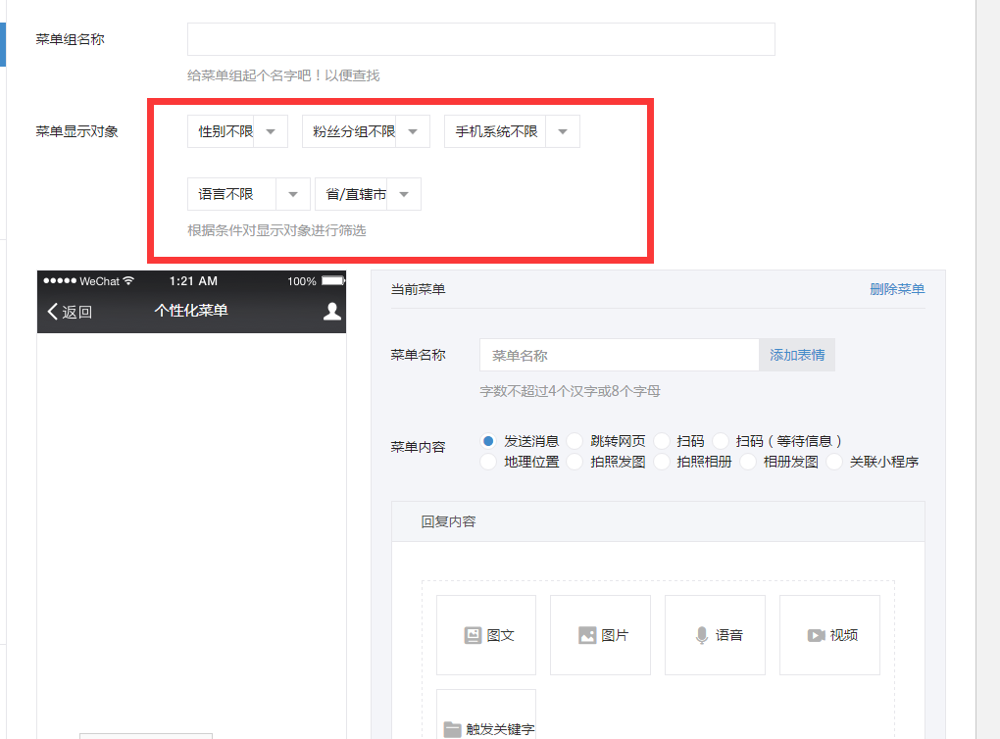 菜单组名称
给菜单组起个名字吧！以便查找
菜单显示对象
性别不限 粉丝分组不限 手机系统不限
语言不限 省/直辖市
根据条件对显示对象进行筛选
WeChat 1:21 AM 100%
返回 个性化菜单
当前菜单 删除菜单
菜单名称 菜单名称 添加表情
字数不超过4个汉字或8个字母
菜单内容 发送消息 跳转网页 扫码 扫码（等待信息）
地理位置 拍照发图 拍照相册 相册发图 关联小程序
回复内容
图文 图片 语音 视频
触发关键字